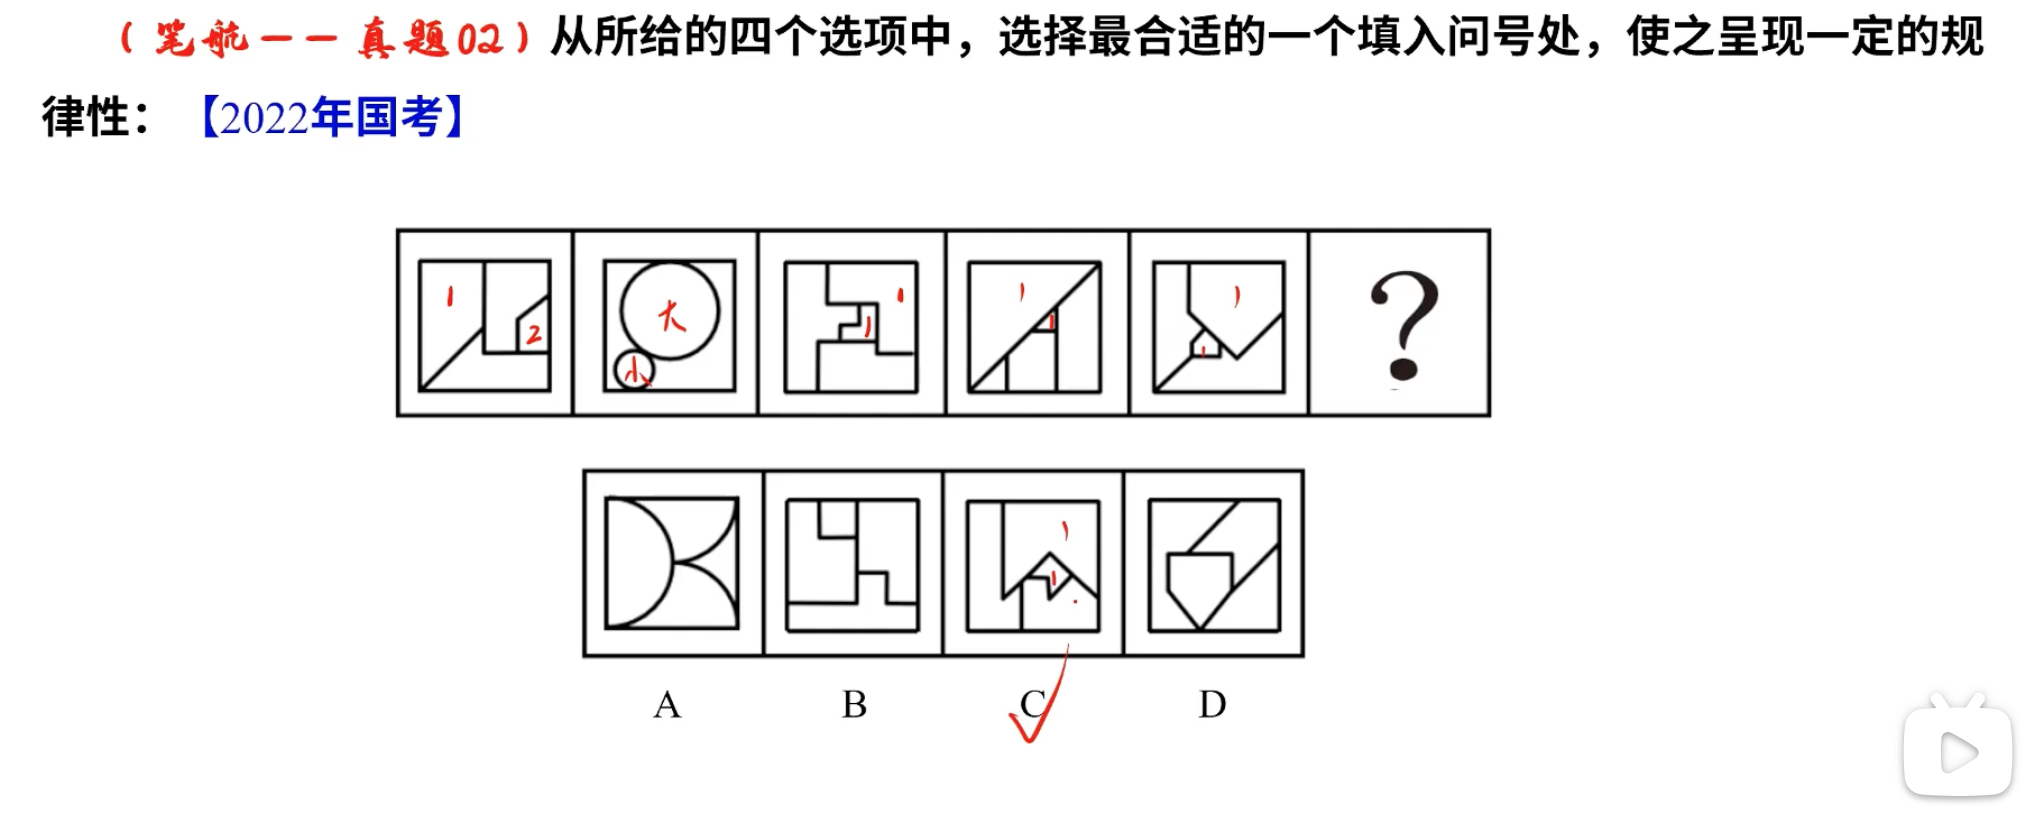 （笔航——真题02）从所给的四个选项中，选择最合适的一个填入问号处，使之呈现一定的规
律性：【2022年国考】
1 2 大 小 1 1 1 1 1 1 ?
1 1
A B C D